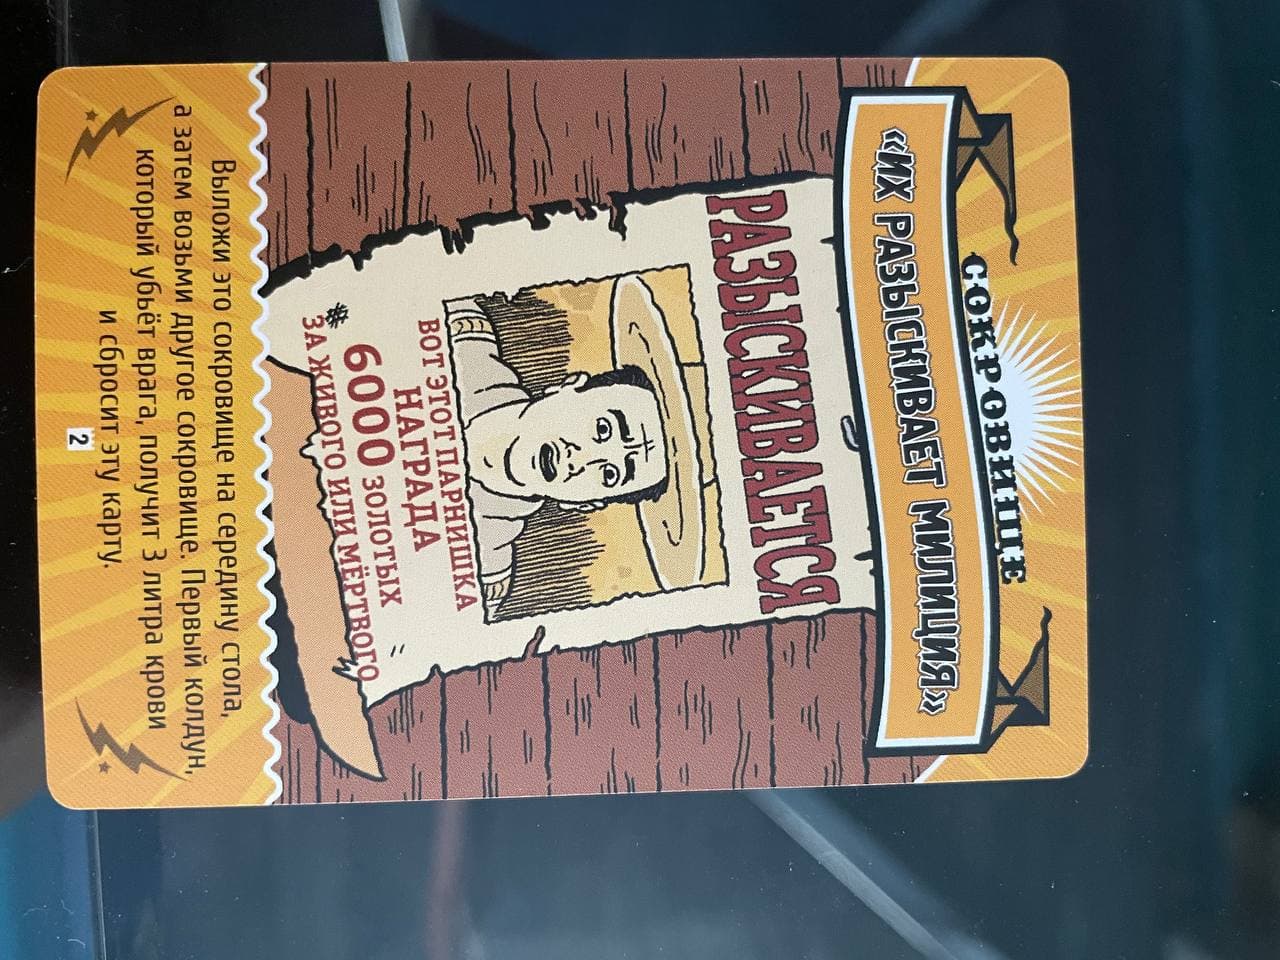 СОКРОВИЩЕ
«ИХ РАЗЫСКИВАЕТ МИЛИЦИЯ»
РАЗЫСКИВАЕТСЯ
ВОТ ЭТОТ ПАРНИШКА
НАГРАДА
6000 ЗОЛОТЫХ
ЗА ЖИВОГО ИЛИ МЁРТВОГО
Выложи это сокровище на середину стола,
а затем возьми другое сокровище. Первый колдун,
который убьёт врага, получит 3 литра крови
и сбросит эту карту.
2